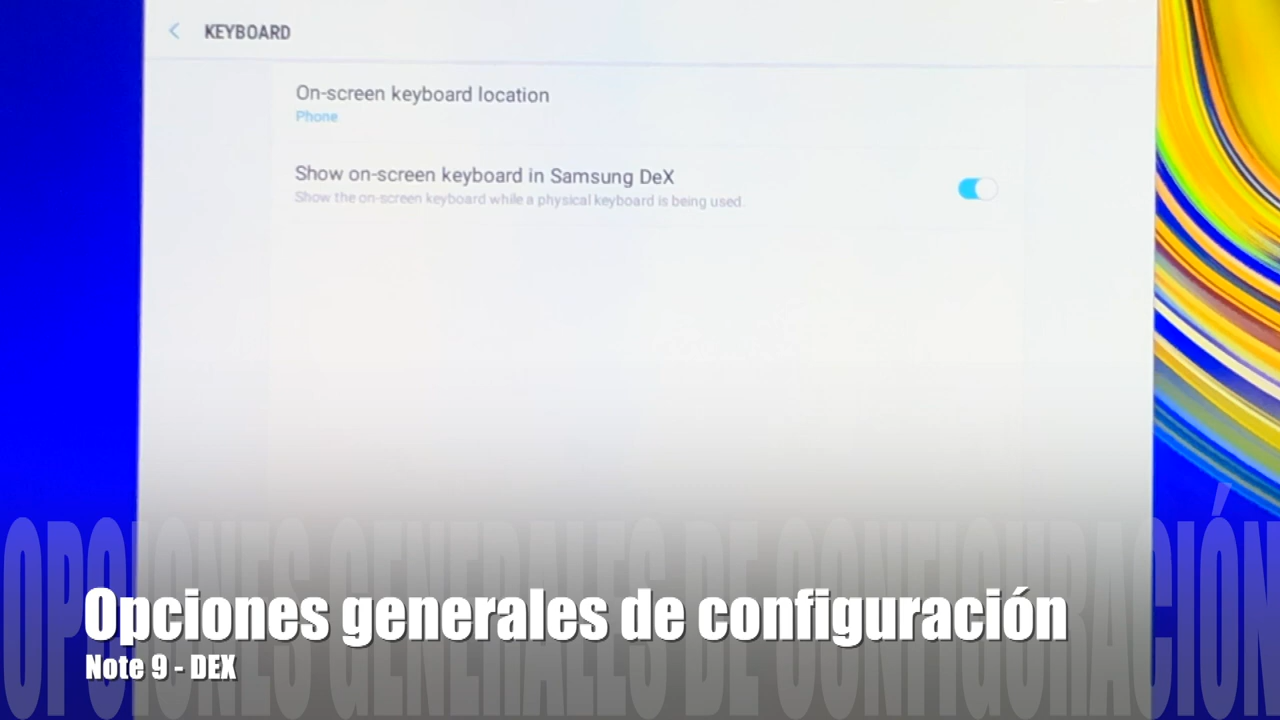 KEYBOARD
On-screen keyboard location
Phone
Show on-screen keyboard in Samsung DeX
Show the on-screen keyboard while a physical keyboard is being used.
OPCIONES GENERALES DE CONFIGURACIÓN
Opciones generales de configuración
Note 9 - DEX